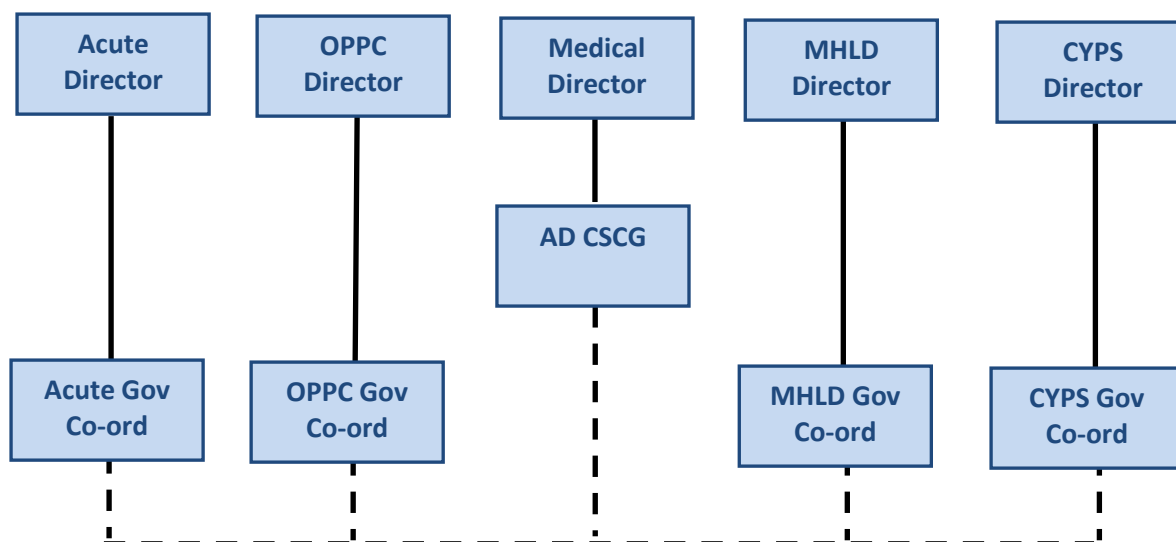 Acute
Director
OPPC
Director
Medical
Director
MHLD
Director
CYPS
Director
AD CSCG
Acute Gov
Co-ord
OPPC Gov
Co-ord
MHLD Gov
Co-ord
CYPS Gov
Co-ord